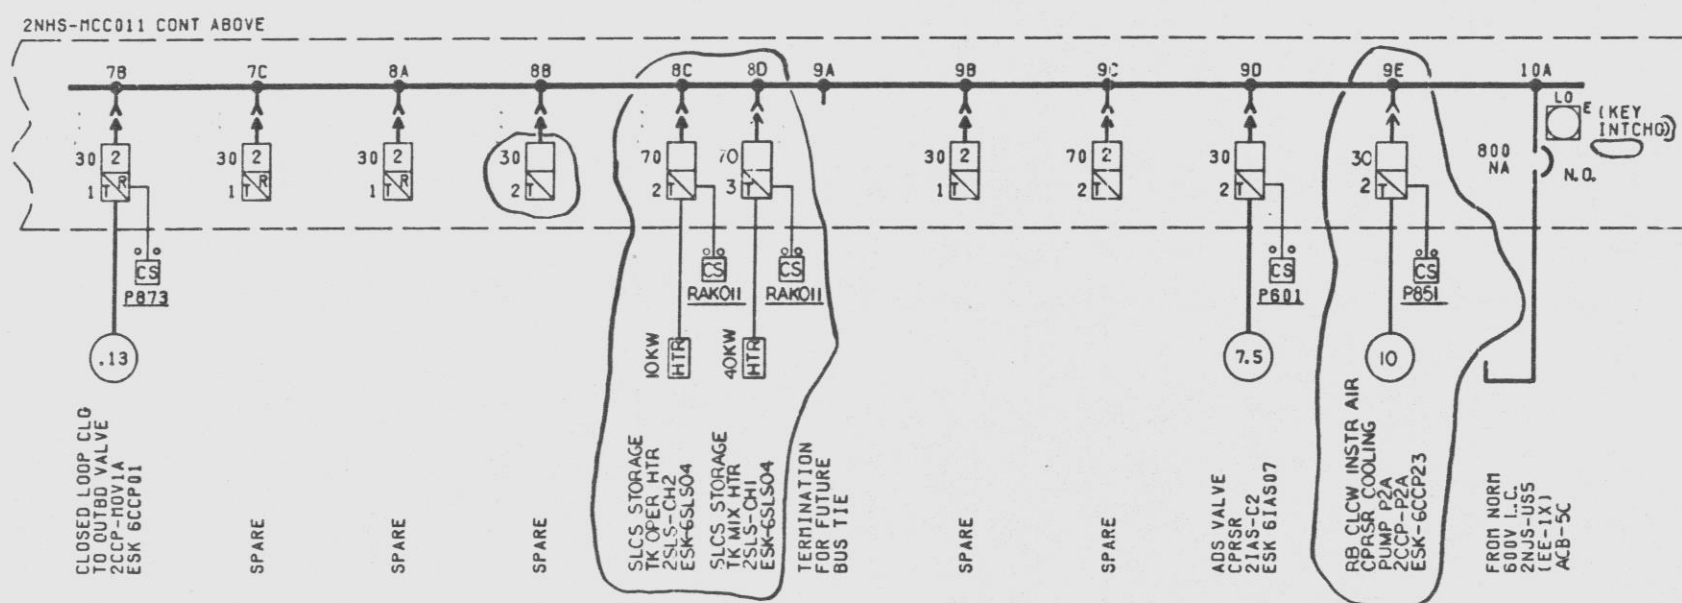 2NHS-MCC011 CONT ABOVE
7B
7C
8A
8B
8C
8D
9A
9B
9C
9D
9E
10A
LO
E
(KEY
INTCHG)
30 2
1 T R
30 2
1 T R
30 2
1 T R
30
2 T
70
2 T
70
3 T
30 2
1 T
70 2
2 T
30
2 T
30
2 T
800
NA
N.O.
CS
P873
CS
RAK011
CS
RAK011
CS
P601
CS
P851
.13
10KW
HTR
40KW
HTR
7.5
10
CLOSED LOOP CLG
TO OUTBD VALVE
2CCP-MOV1A
ESK 6CCP01
SPARE
SPARE
SPARE
SLCS STORAGE
TK OPER HTR
2SLS-CH2
ESK-6SLS04
SLCS STORAGE
TK MIX HTR
2SLS-CH1
ESK-6SLS04
TERMINATION
FOR FUTURE
BUS TIE
SPARE
SPARE
ADS VALVE
CPRSR
2IAS-C2
ESK 6IAS07
RB CLCW INSTR AIR
CPRSR COOLING
PUMP P2A
2CCP-P2A
ESK-6CCP23
FROM NORM
600V L.C.
2NJS-US5
(EE-1X)
ACB-5C